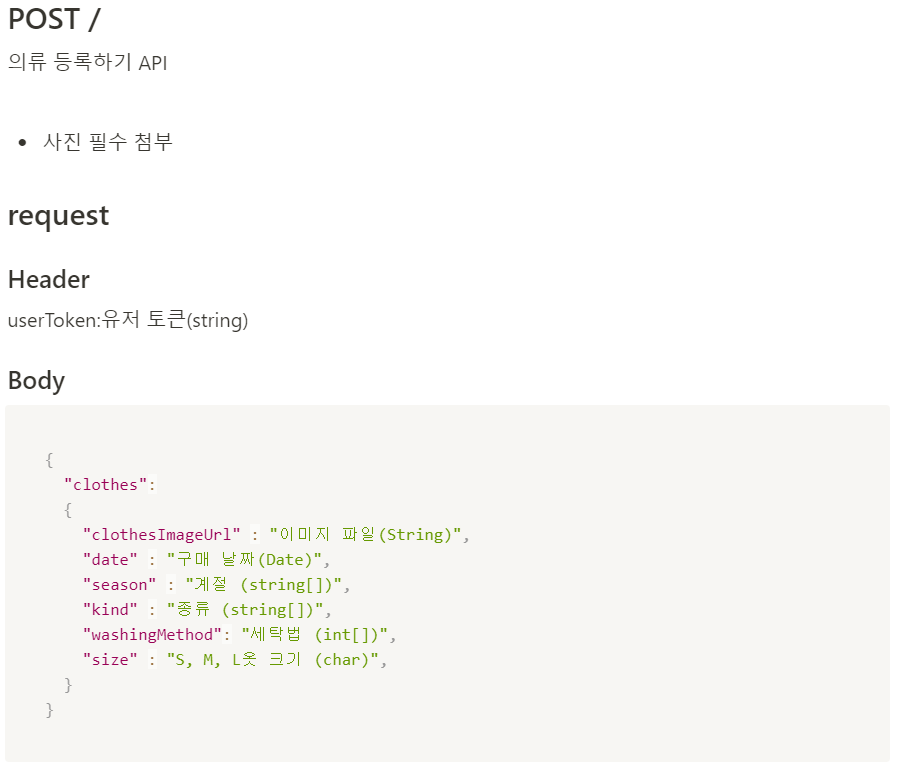 POST /
의류 등록하기 API
• 사진 필수 첨부
request
Header
userToken:유저 토큰(string)
Body
{
"clothes":
{
"clothesImageUrl" : "이미지 파일(String)",
"date" : "구매 날짜(Date)",
"season" : "계절 (string[])",
"kind" : "종류 (string[])",
"washingMethod": "세탁법 (int[])",
"size" : "S, M, L옷 크기 (char)",
}
}